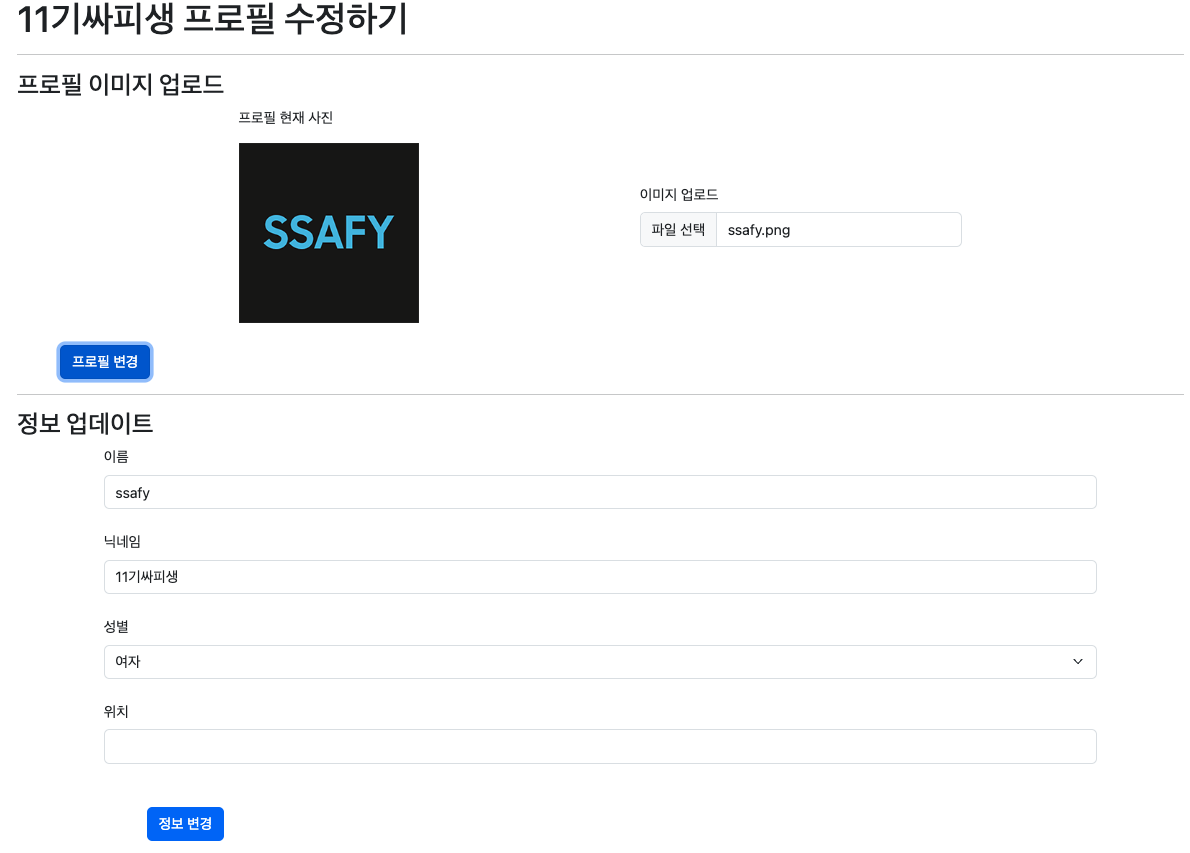 11기싸피생 프로필 수정하기
프로필 이미지 업로드
프로필 현재 사진
SSAFY
이미지 업로드
파일 선택 ssafy.png
프로필 변경
정보 업데이트
이름
ssafy
닉네임
11기싸피생
성별
여자
위치
정보 변경